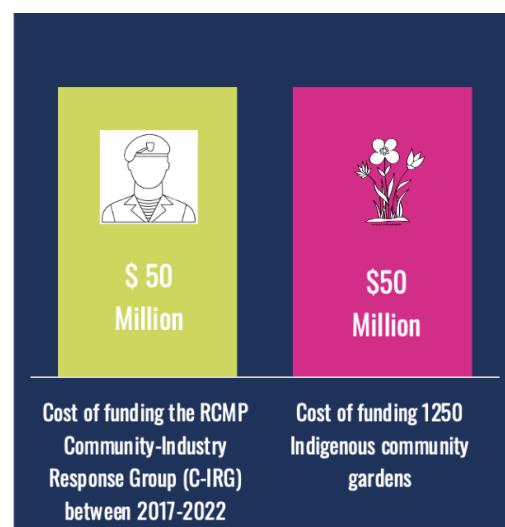 $ 50
Million
$50
Million
Cost of funding the RCMP
Community-Industry
Response Group (C-IRG)
between 2017-2022
Cost of funding 1250
Indigenous community
gardens